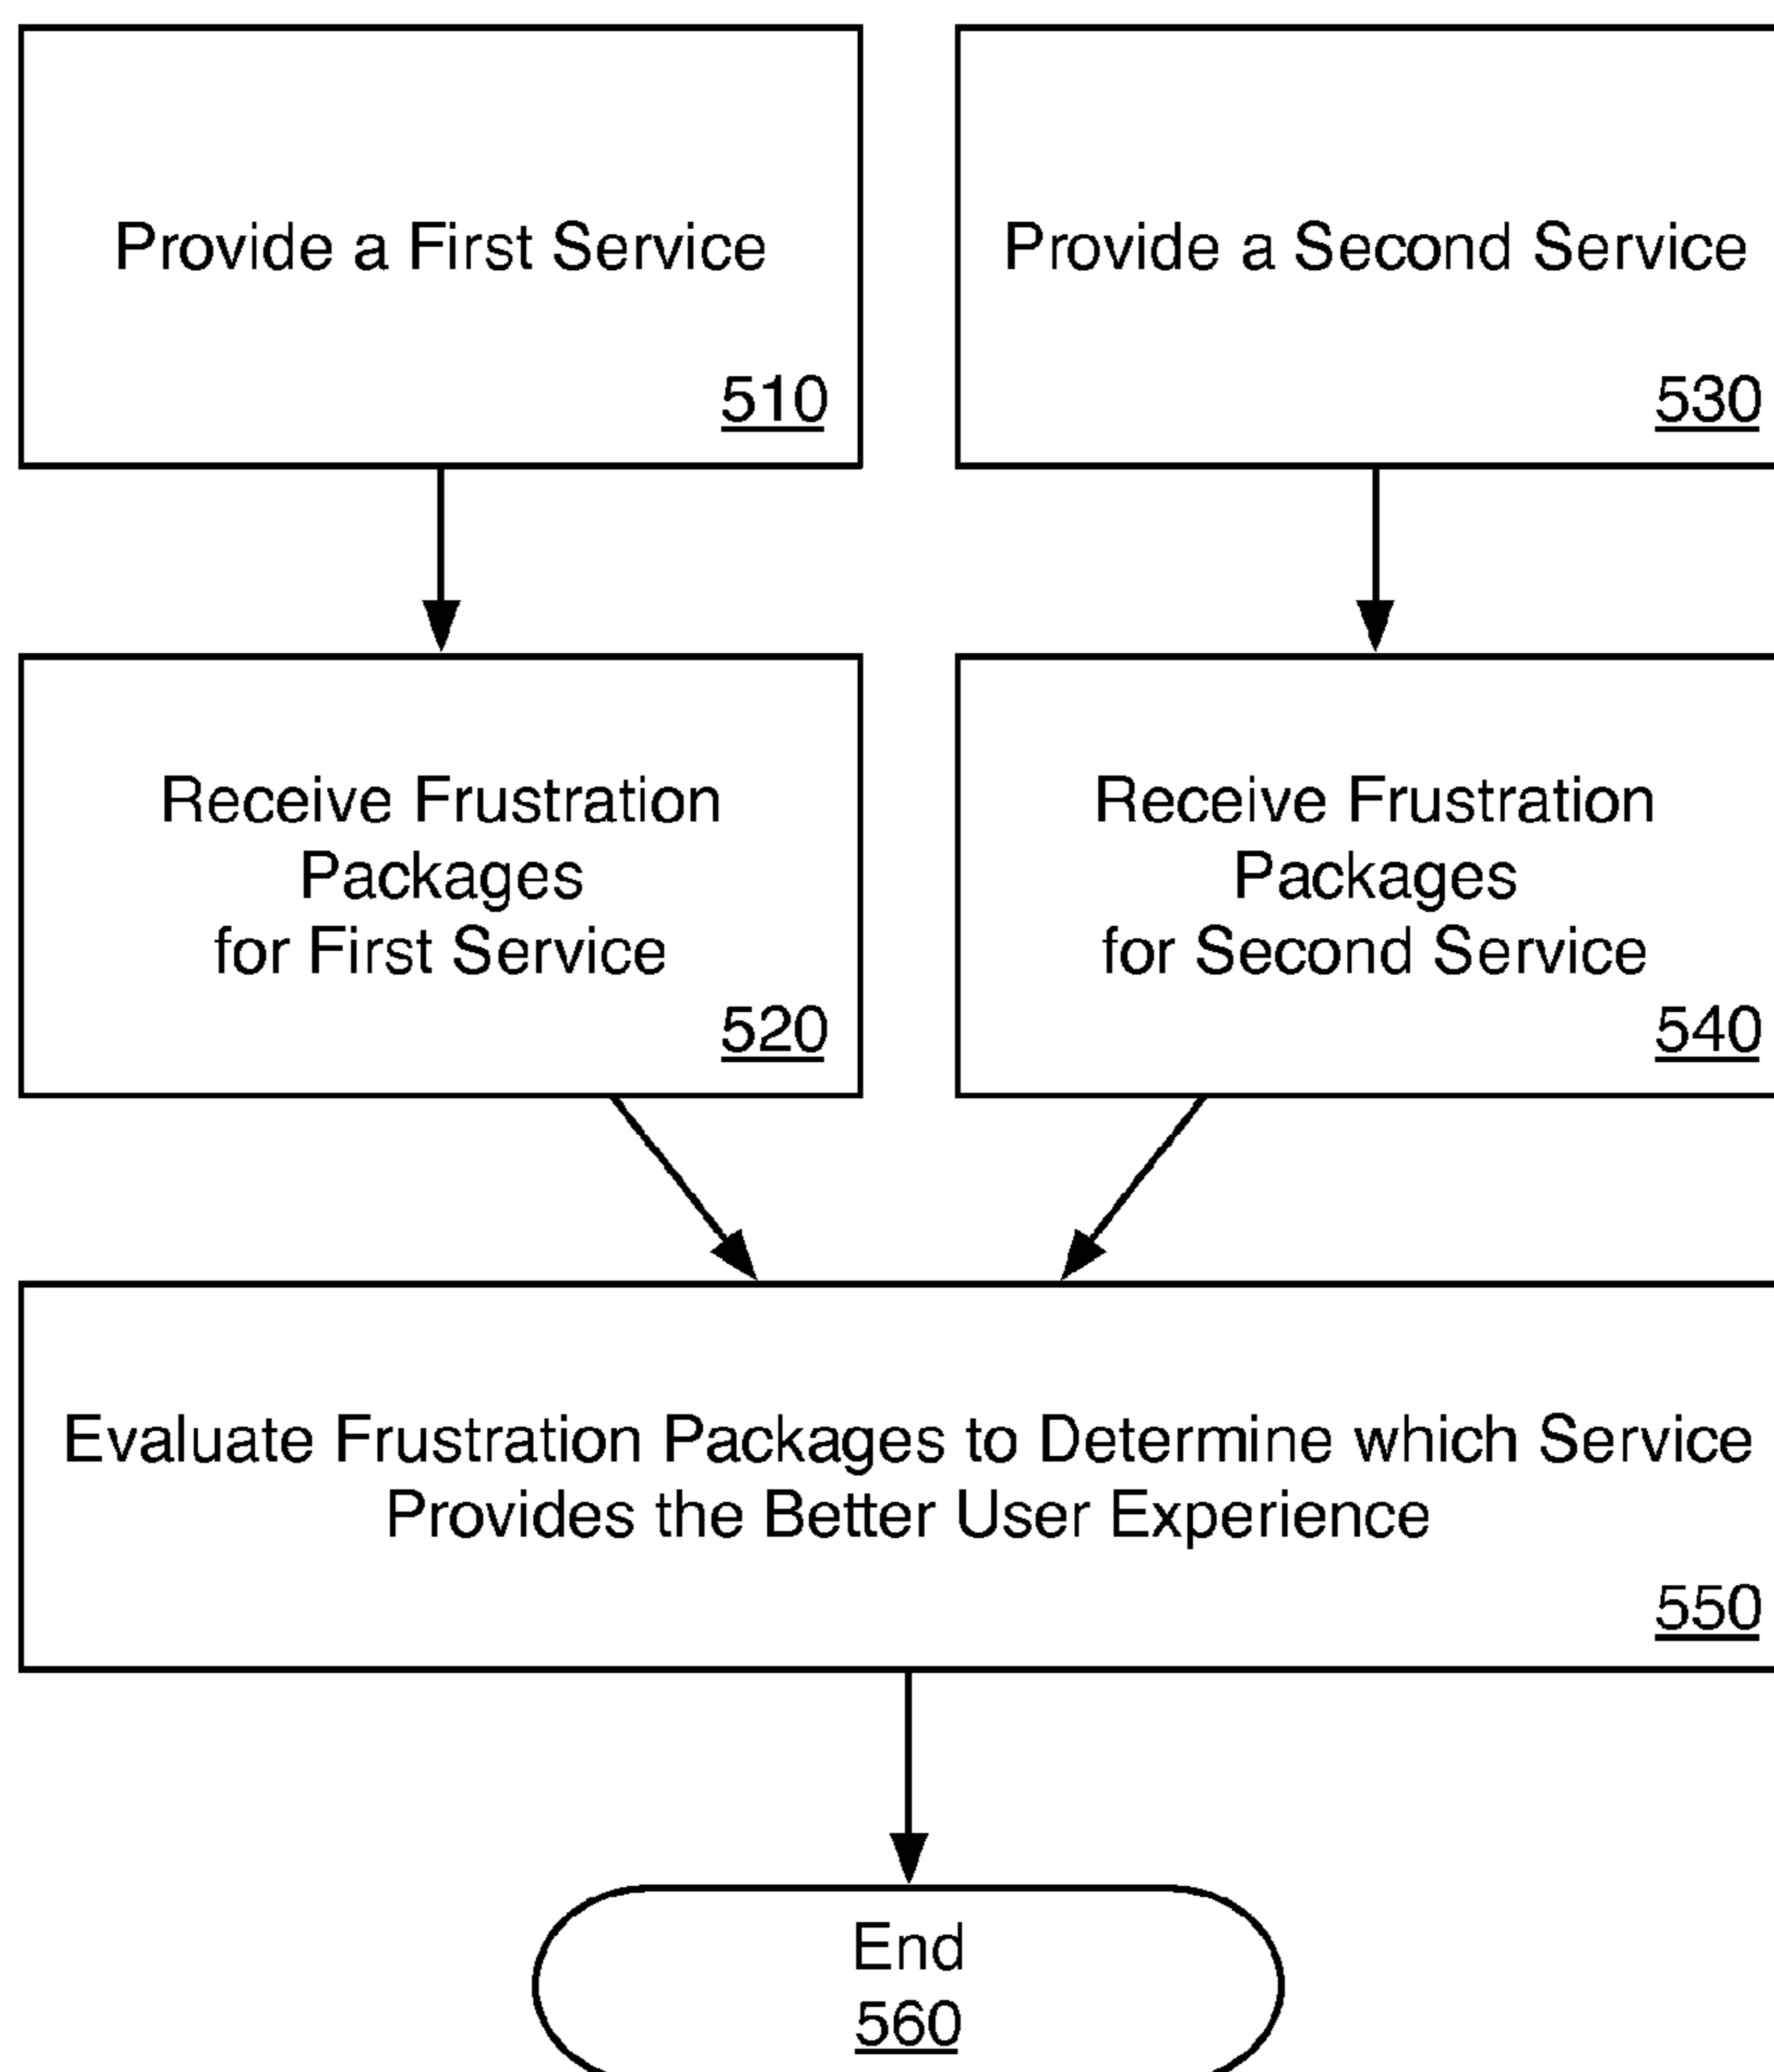 Provide a First Service
510
Provide a Second Service
530
Receive Frustration
Packages
for First Service
520
Receive Frustration
Packages
for Second Service
540
Evaluate Frustration Packages to Determine which Service
Provides the Better User Experience
550
End
560